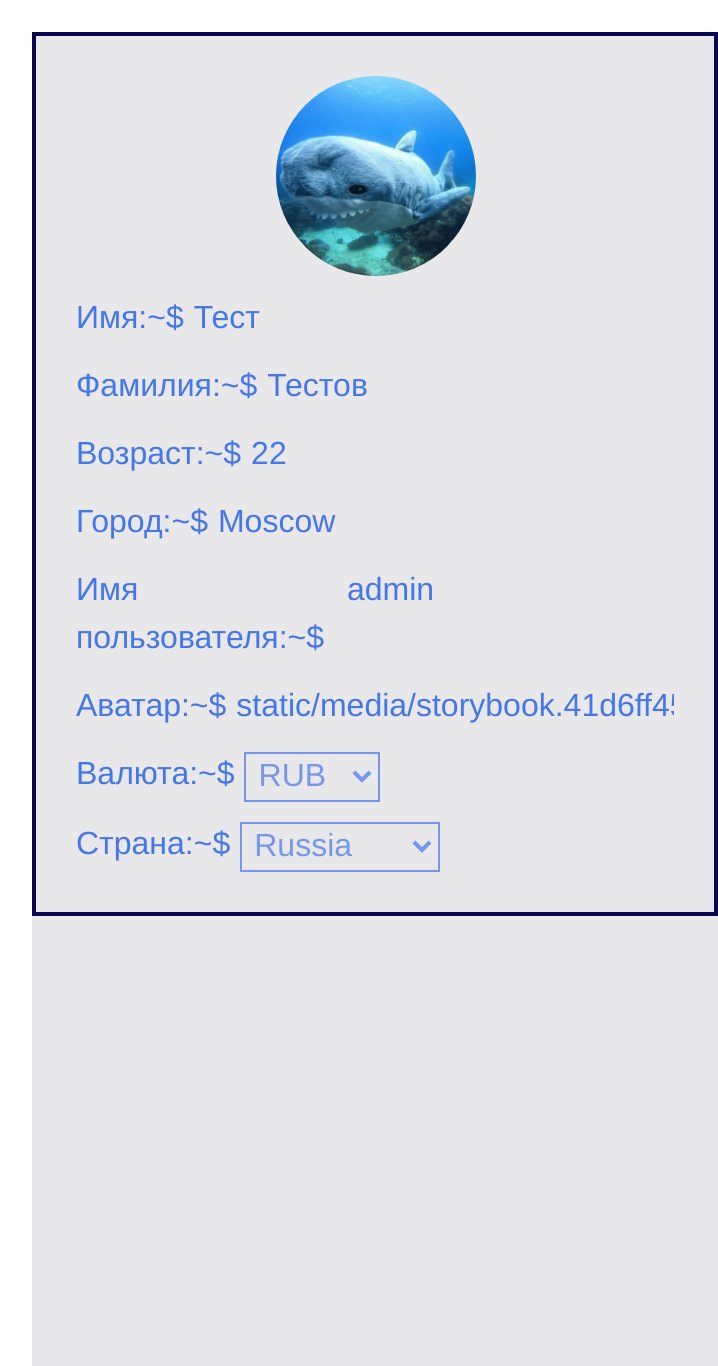 Имя:~$ Тест
Фамилия:~$ Тестов
Возраст:~$ 22
Город:~$ Moscow
Имя admin
пользователя:~$
Аватар:~$ static/media/storybook.41d6ff4
Валюта:~$ RUB
Страна:~$ Russia